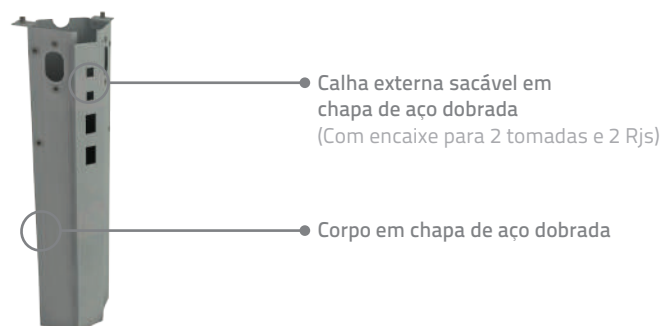 Calha externa sacável em
chapa de aço dobrada
(Com encaixe para 2 tomadas e 2 Rjs)
Corpo em chapa de aço dobrada